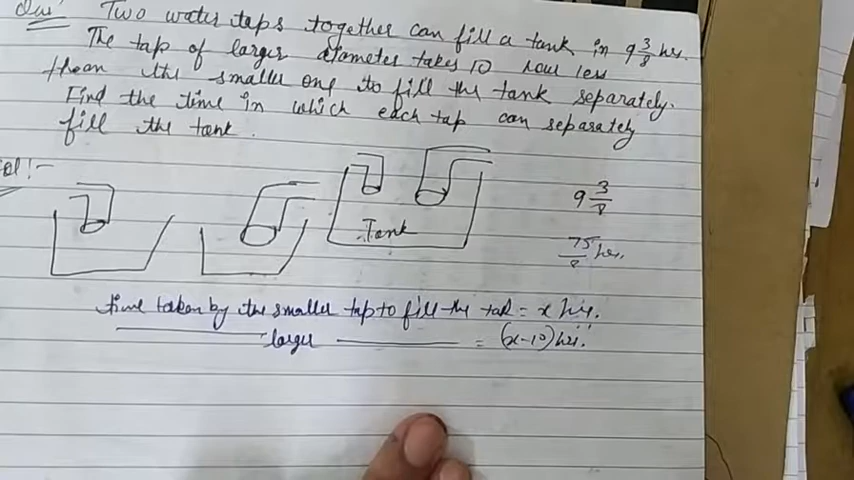 Que' Two water taps together can fill a tank in 9 3/8 hrs.
The tap of larger diameter takes 10 hour less
than the smaller one to fill the tank separately.
Find the time in which each tap can separately
fill the tank.
Sol:-
Tank
9 3/8
75/8 hrs.
time taken by the smaller tap to fill the tank = x hrs.
larger = (x-10) hrs.